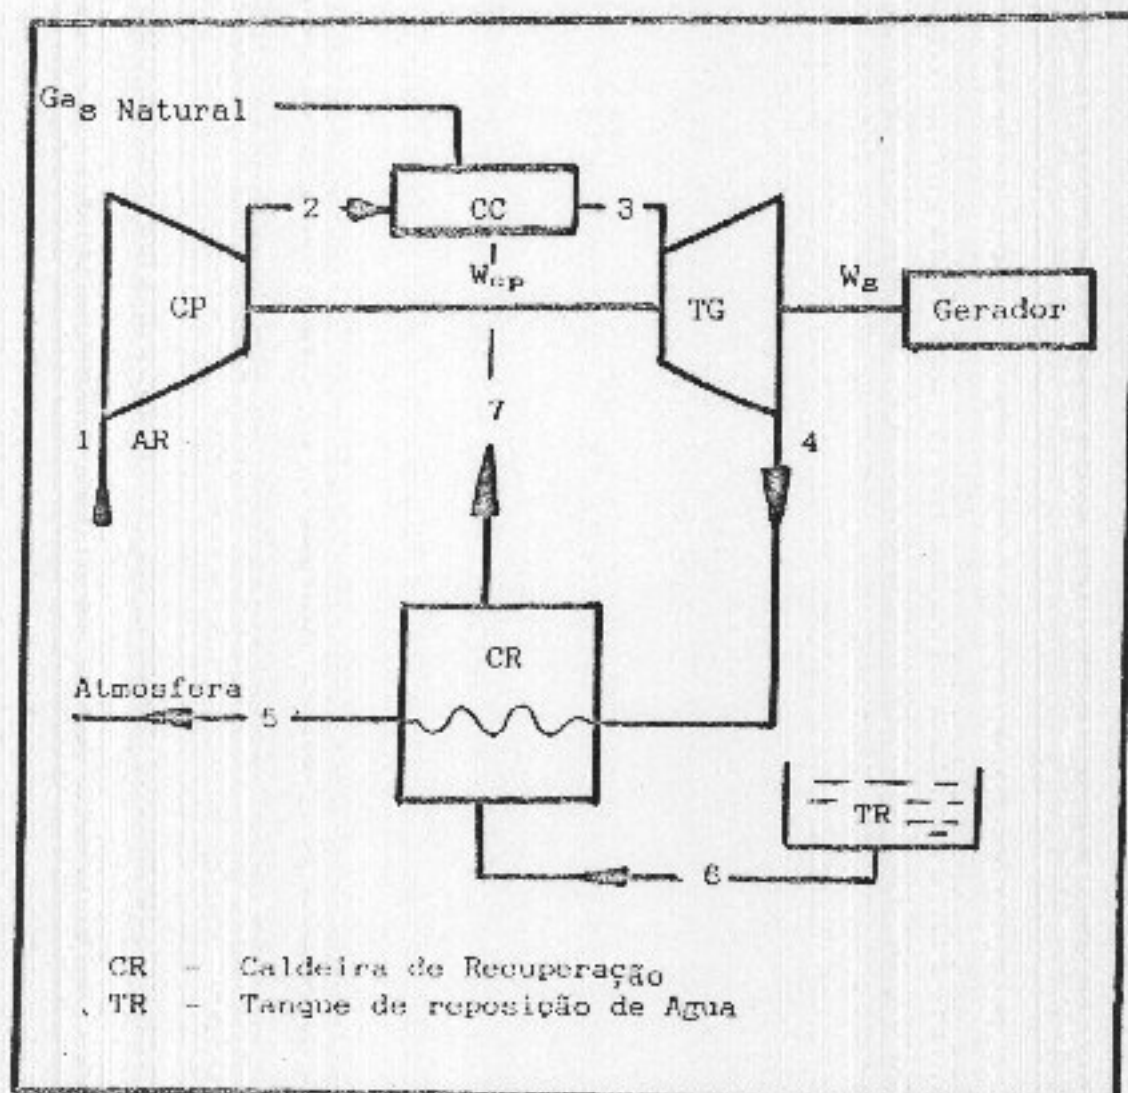 Gas Natural
2
CC
3
Wcp
CP
TG
Wg
Gerador
7
1 AR
4
CR
Atmosfera
5
TR
6
CR - Caldeira de Recuperação
TR - Tanque de reposição de Agua